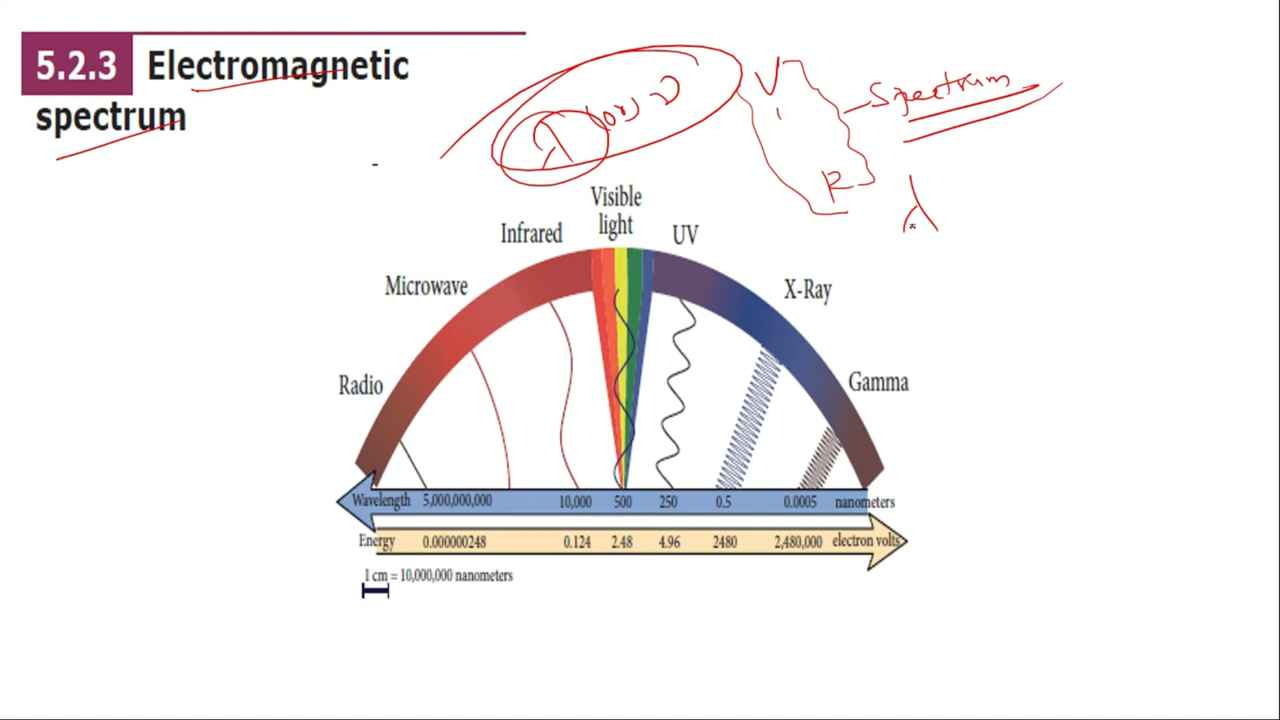 5.2.3 Electromagnetic
spectrum
λ (or) ν
V
Spectrum
R
λ
Visible
light
Infrared
UV
Microwave
X-Ray
Radio
Gamma
Wavelength 5,000,000,000 10,000 500 250 0.5 0.0005 nanometers
Energy 0.000000248 0.124 2.48 4.96 2480 2,480,000 electron volts
1 cm = 10,000,000 nanometers